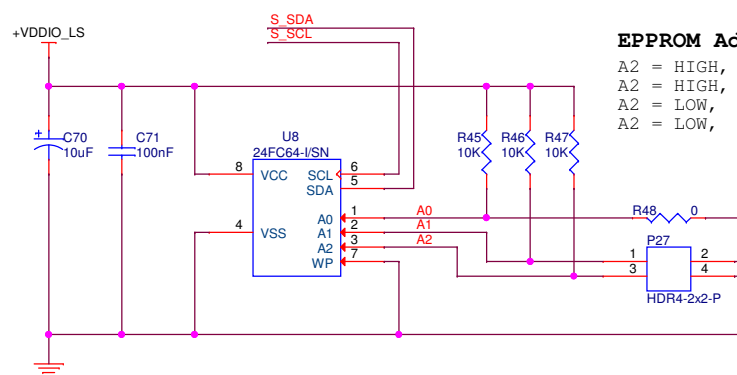 S_SDA
S_SCL
+VDDIO_LS
EPPROM Ad
A2 = HIGH,
A2 = HIGH,
A2 = LOW,
A2 = LOW,
C70
10uF
C71
100nF
U8
24FC64-I/SN
R45
10K
R46
10K
R47
10K
8 VCC SCL 6
SDA 5
4 VSS A0 1 A0
A1 2 A1
A2 3 A2
WP 7
R48 0
P27
1 2
3 4
HDR4-2x2-P